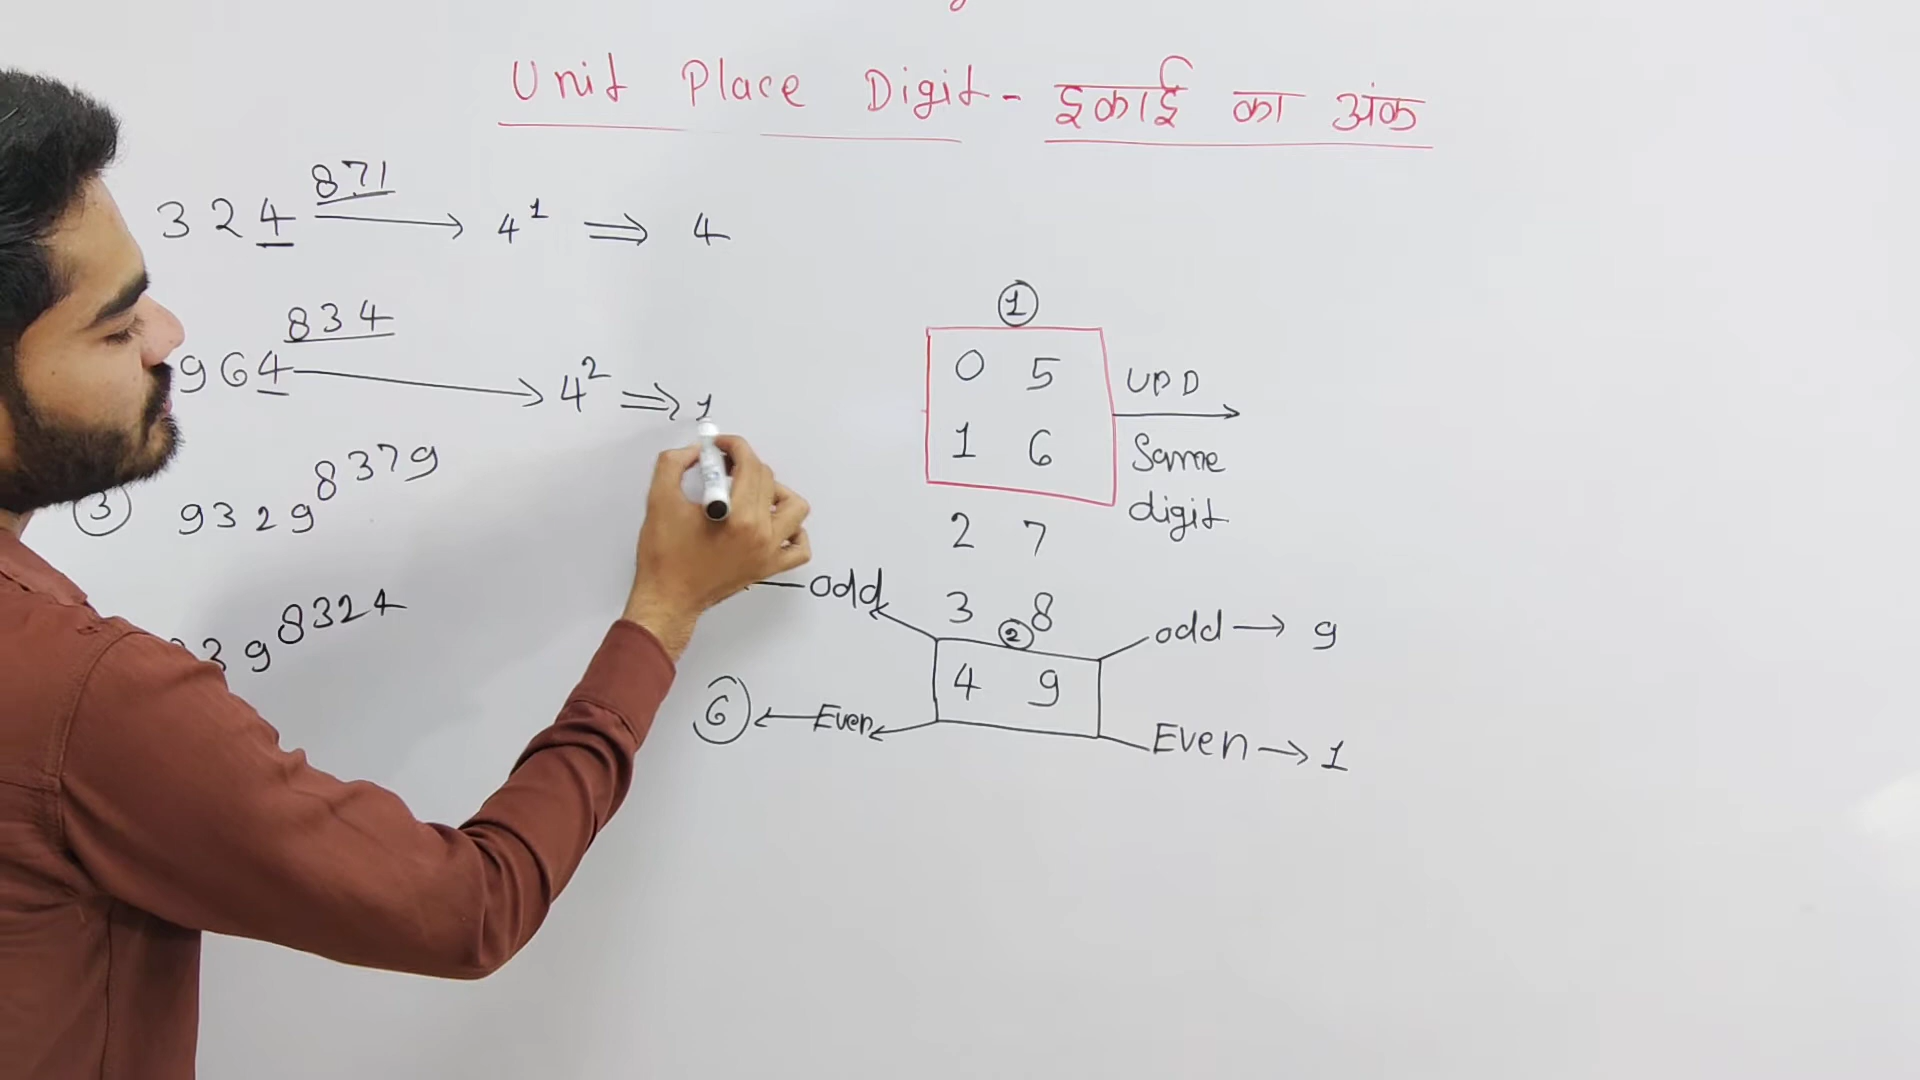 Unit Place Digit - इकाई का अंक
324^871 → 4^1 ⇒ 4
964^834 → 4^2 ⇒ 1
③ 9329^8379
39^8324
①
0 5
1 6
UPD → Same digit
2 7
3 8
②
4 9
odd
Even → ⑥
odd → 9
Even → 1